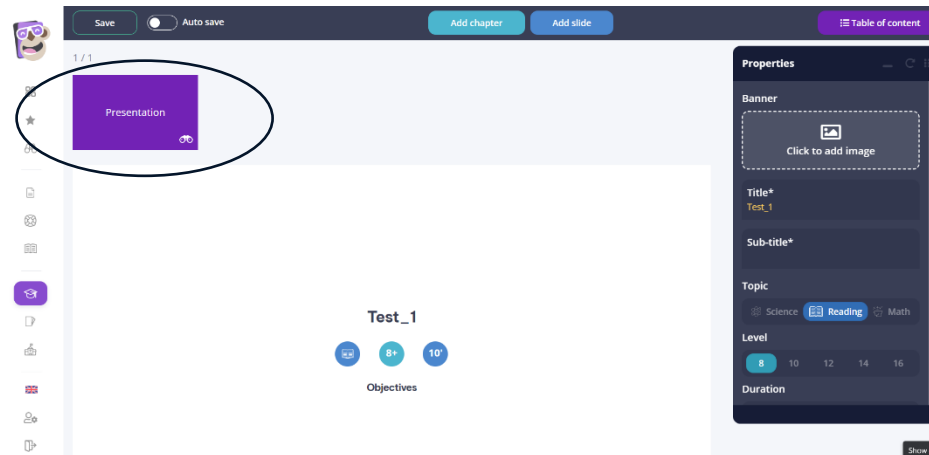 Save
Auto save
Add chapter
Add slide
Table of content
1 / 1
Presentation
Test_1
8+
10'
Objectives
Properties
Banner
Click to add image
Title*
Test_1
Sub-title*
Topic
Science Reading Math
Level
8 10 12 14 16
Duration
Show